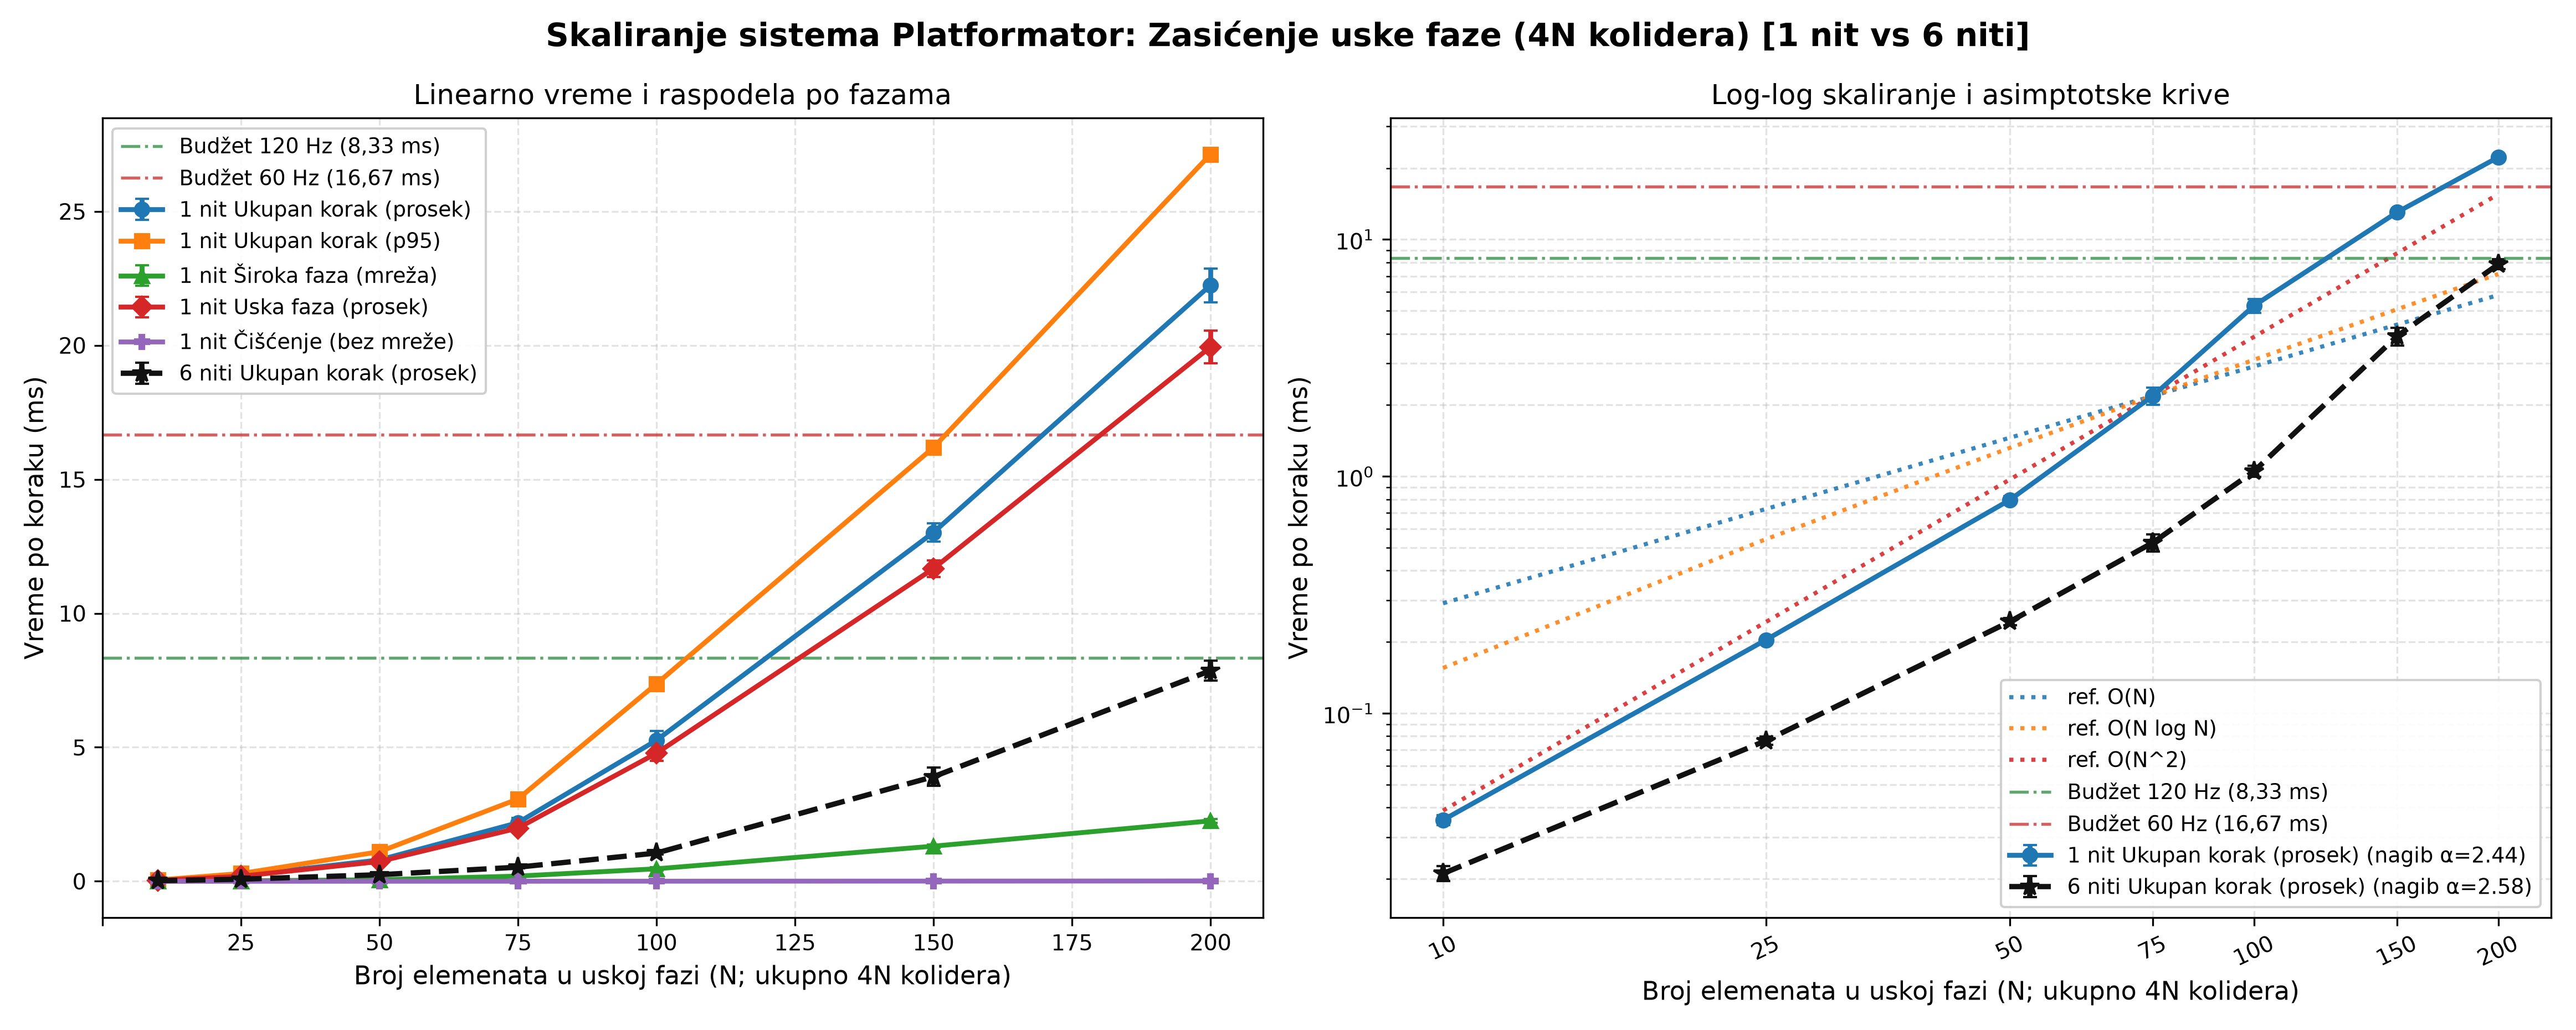 Skaliranje sistema Platformator: Zasićenje uske faze (4N kolidera) [1 nit vs 6 niti]
Linearno vreme i raspodela po fazama
Budžet 120 Hz (8,33 ms)
Budžet 60 Hz (16,67 ms)
1 nit Ukupan korak (prosek)
1 nit Ukupan korak (p95)
1 nit Široka faza (mreža)
1 nit Uska faza (prosek)
1 nit Čišćenje (bez mreže)
6 niti Ukupan korak (prosek)
Vreme po koraku (ms)
25
20
15
10
5
0
25 50 75 100 125 150 175 200
Broj elemenata u uskoj fazi (N; ukupno 4N kolidera)
Log-log skaliranje i asimptotske krive
Vreme po koraku (ms)
10¹
10⁰
10⁻¹
ref. O(N)
ref. O(N log N)
ref. O(N^2)
Budžet 120 Hz (8,33 ms)
Budžet 60 Hz (16,67 ms)
1 nit Ukupan korak (prosek) (nagib α=2.44)
6 niti Ukupan korak (prosek) (nagib α=2.58)
10 25 50 75 100 150 200
Broj elemenata u uskoj fazi (N; ukupno 4N kolidera)